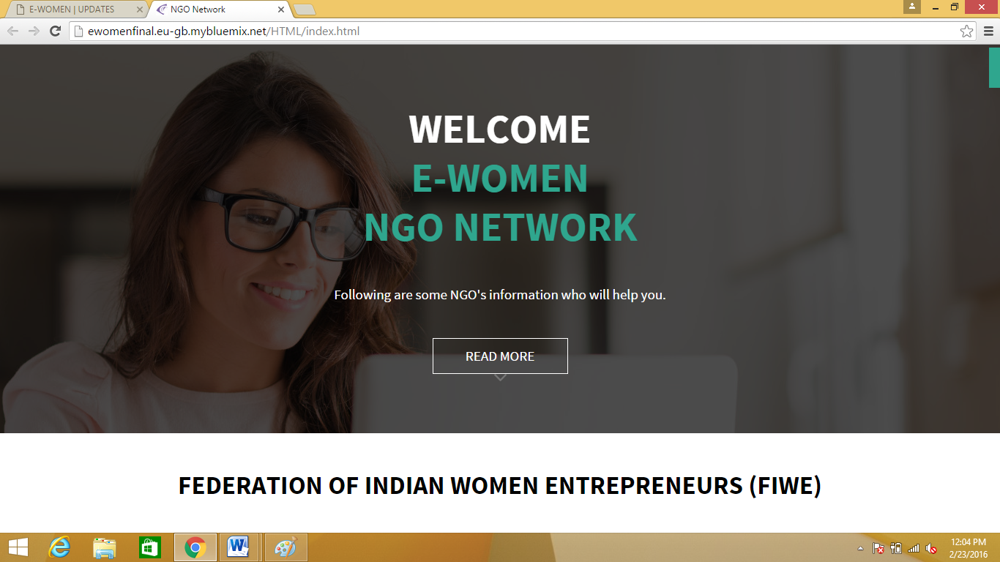 E-WOMEN | UPDATES
NGO Network
ewomenfinal.eu-gb.mybluemix.net/HTML/index.html
WELCOME
E-WOMEN
NGO NETWORK
Following are some NGO's information who will help you.
READ MORE
FEDERATION OF INDIAN WOMEN ENTREPRENEURS (FIWE)
12:04 PM
2/23/2016